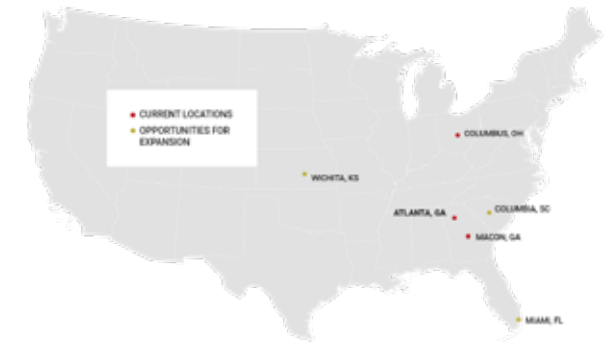 CURRENT LOCATIONS
OPPORTUNITIES FOR
EXPANSION
COLUMBUS, OH
WICHITA, KS
ATLANTA, GA
COLUMBIA, SC
MACON, GA
MIAMI, FL